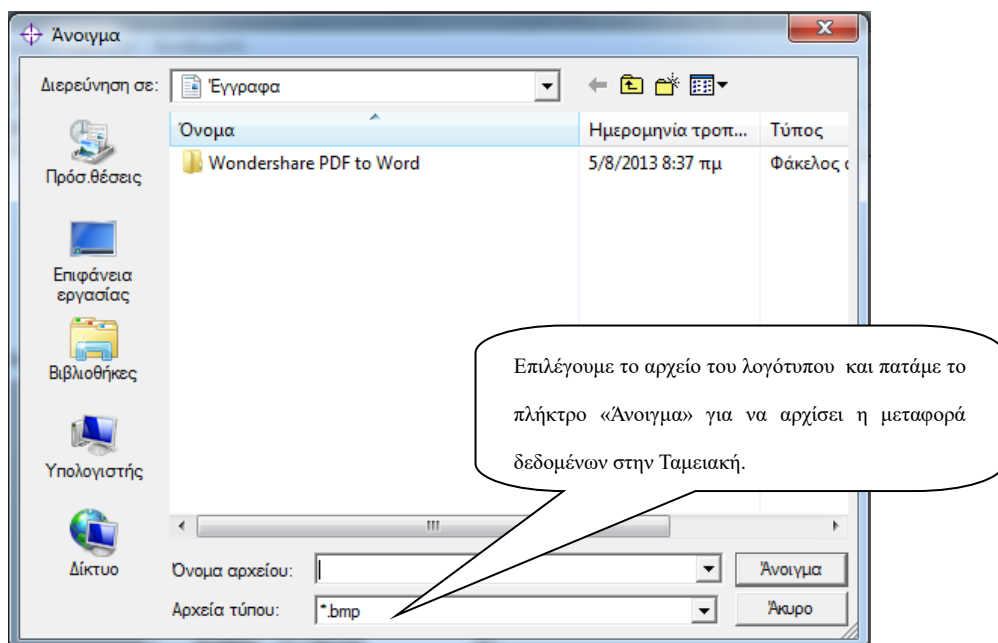 Άνοιγμα
Διερεύνηση σε: Έγγραφα
Όνομα Ημερομηνία τροπ... Τύπος
Wondershare PDF to Word 5/8/2013 8:37 πμ Φάκελος α
Πρόσ.θέσεις
Επιφάνεια
εργασίας
Βιβλιοθήκες
Υπολογιστής
Δίκτυο
Επιλέγουμε το αρχείο του λογότυπου και πατάμε το
πλήκτρο «Άνοιγμα» για να αρχίσει η μεταφορά
δεδομένων στην Ταμειακή.
Όνομα αρχείου: Άνοιγμα
Αρχεία τύπου: *.bmp Άκυρο